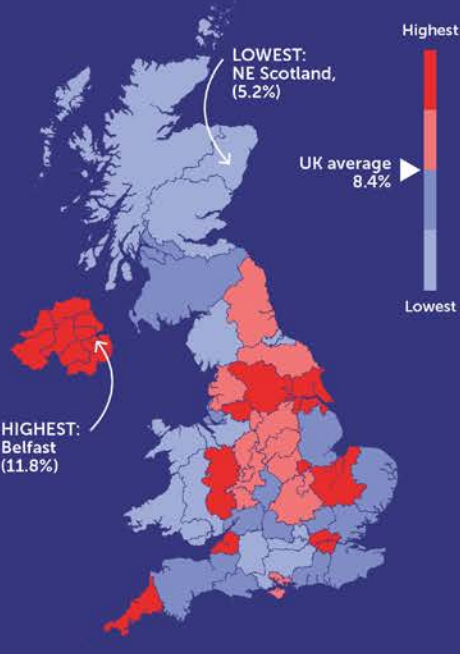 Highest
LOWEST:
NE Scotland,
(5.2%)
UK average
8.4%
Lowest
HIGHEST:
Belfast
(11.8%)